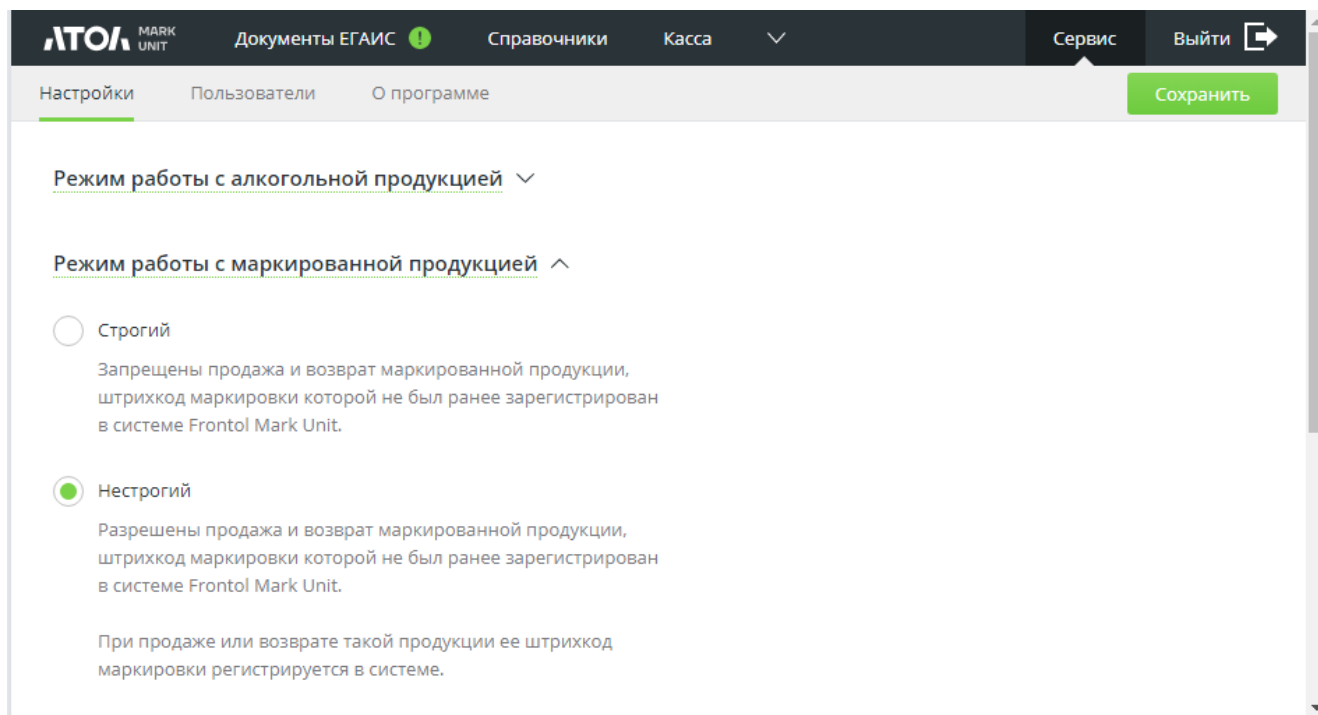 АТОЛ MARK UNIT Документы ЕГАИС ! Справочники Касса Сервис Выйти
Настройки Пользователи О программе Сохранить
Режим работы с алкогольной продукцией
Режим работы с маркированной продукцией
Строгий
Запрещены продажа и возврат маркированной продукции,
штрихкод маркировки которой не был ранее зарегистрирован
в системе Frontol Mark Unit.
Нестрогий
Разрешены продажа и возврат маркированной продукции,
штрихкод маркировки которой не был ранее зарегистрирован
в системе Frontol Mark Unit.
При продаже или возврате такой продукции ее штрихкод
маркировки регистрируется в системе.